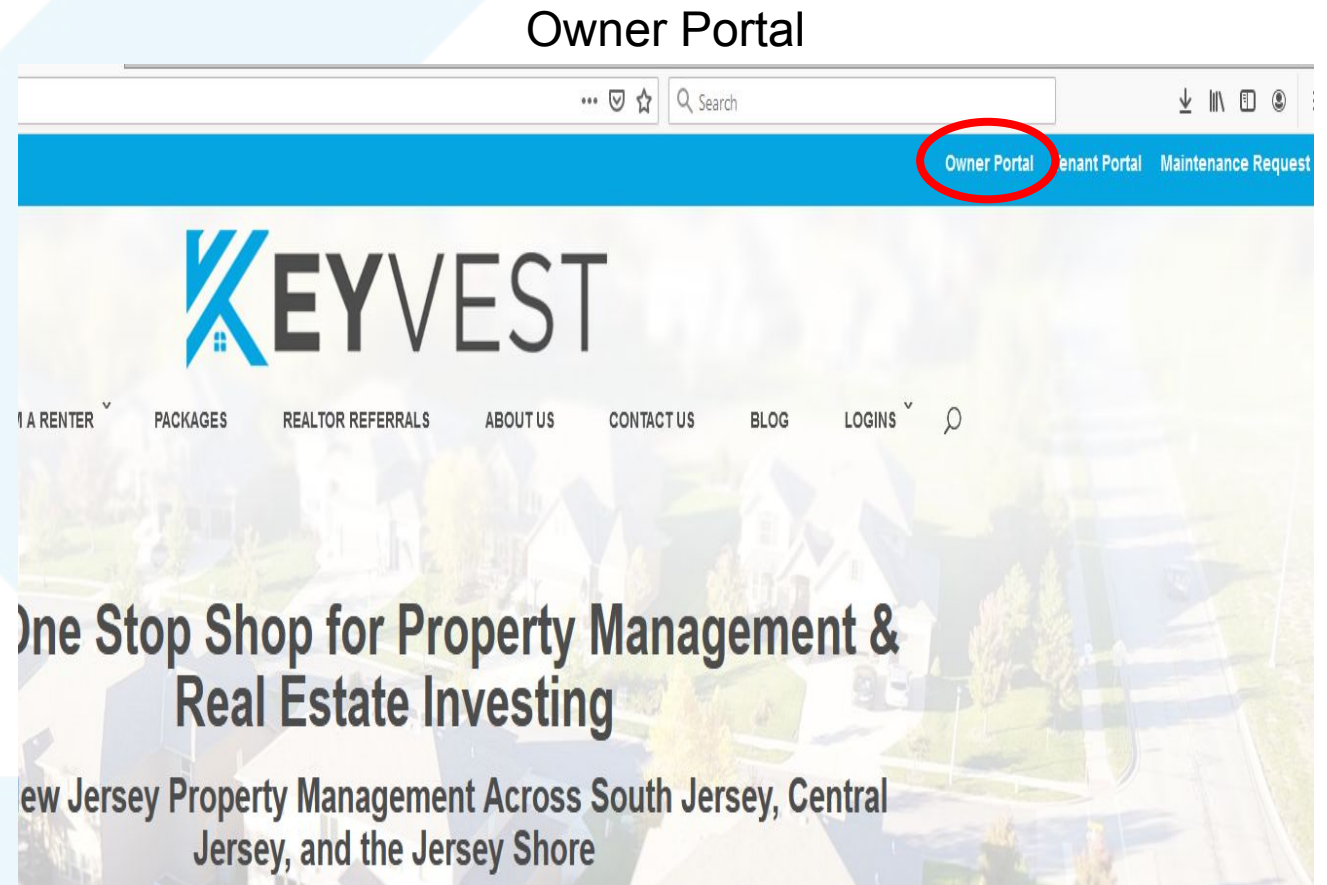 Owner Portal
Search
Owner Portal Tenant Portal Maintenance Request
KEYVEST
A RENTER PACKAGES REALTOR REFERRALS ABOUT US CONTACT US BLOG LOGINS
One Stop Shop for Property Management &
Real Estate Investing
ew Jersey Property Management Across South Jersey, Central
Jersey, and the Jersey Shore